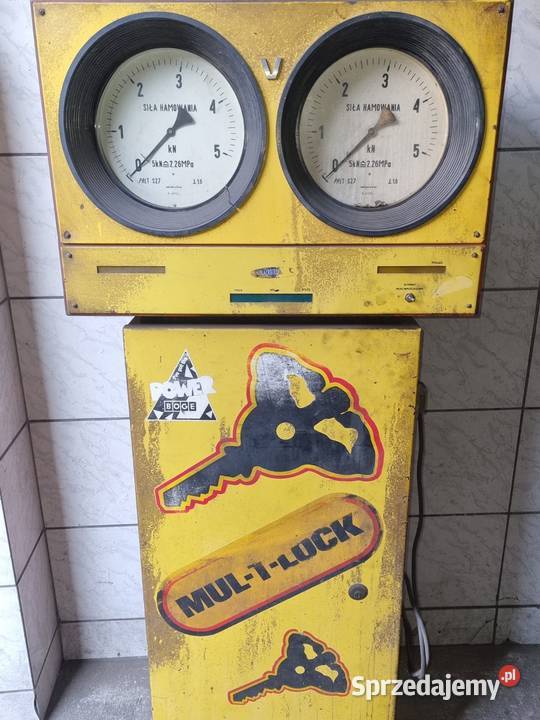 0 1 2 3 4 5
SIŁA HAMOWANIA
kN
5kN≙2.26MPa
0 1 2 3 4 5
SIŁA HAMOWANIA
kN
5kN≙2.26MPa
POWER
BOGE
MUL-T-LOCK
Sprzedajemy.pl